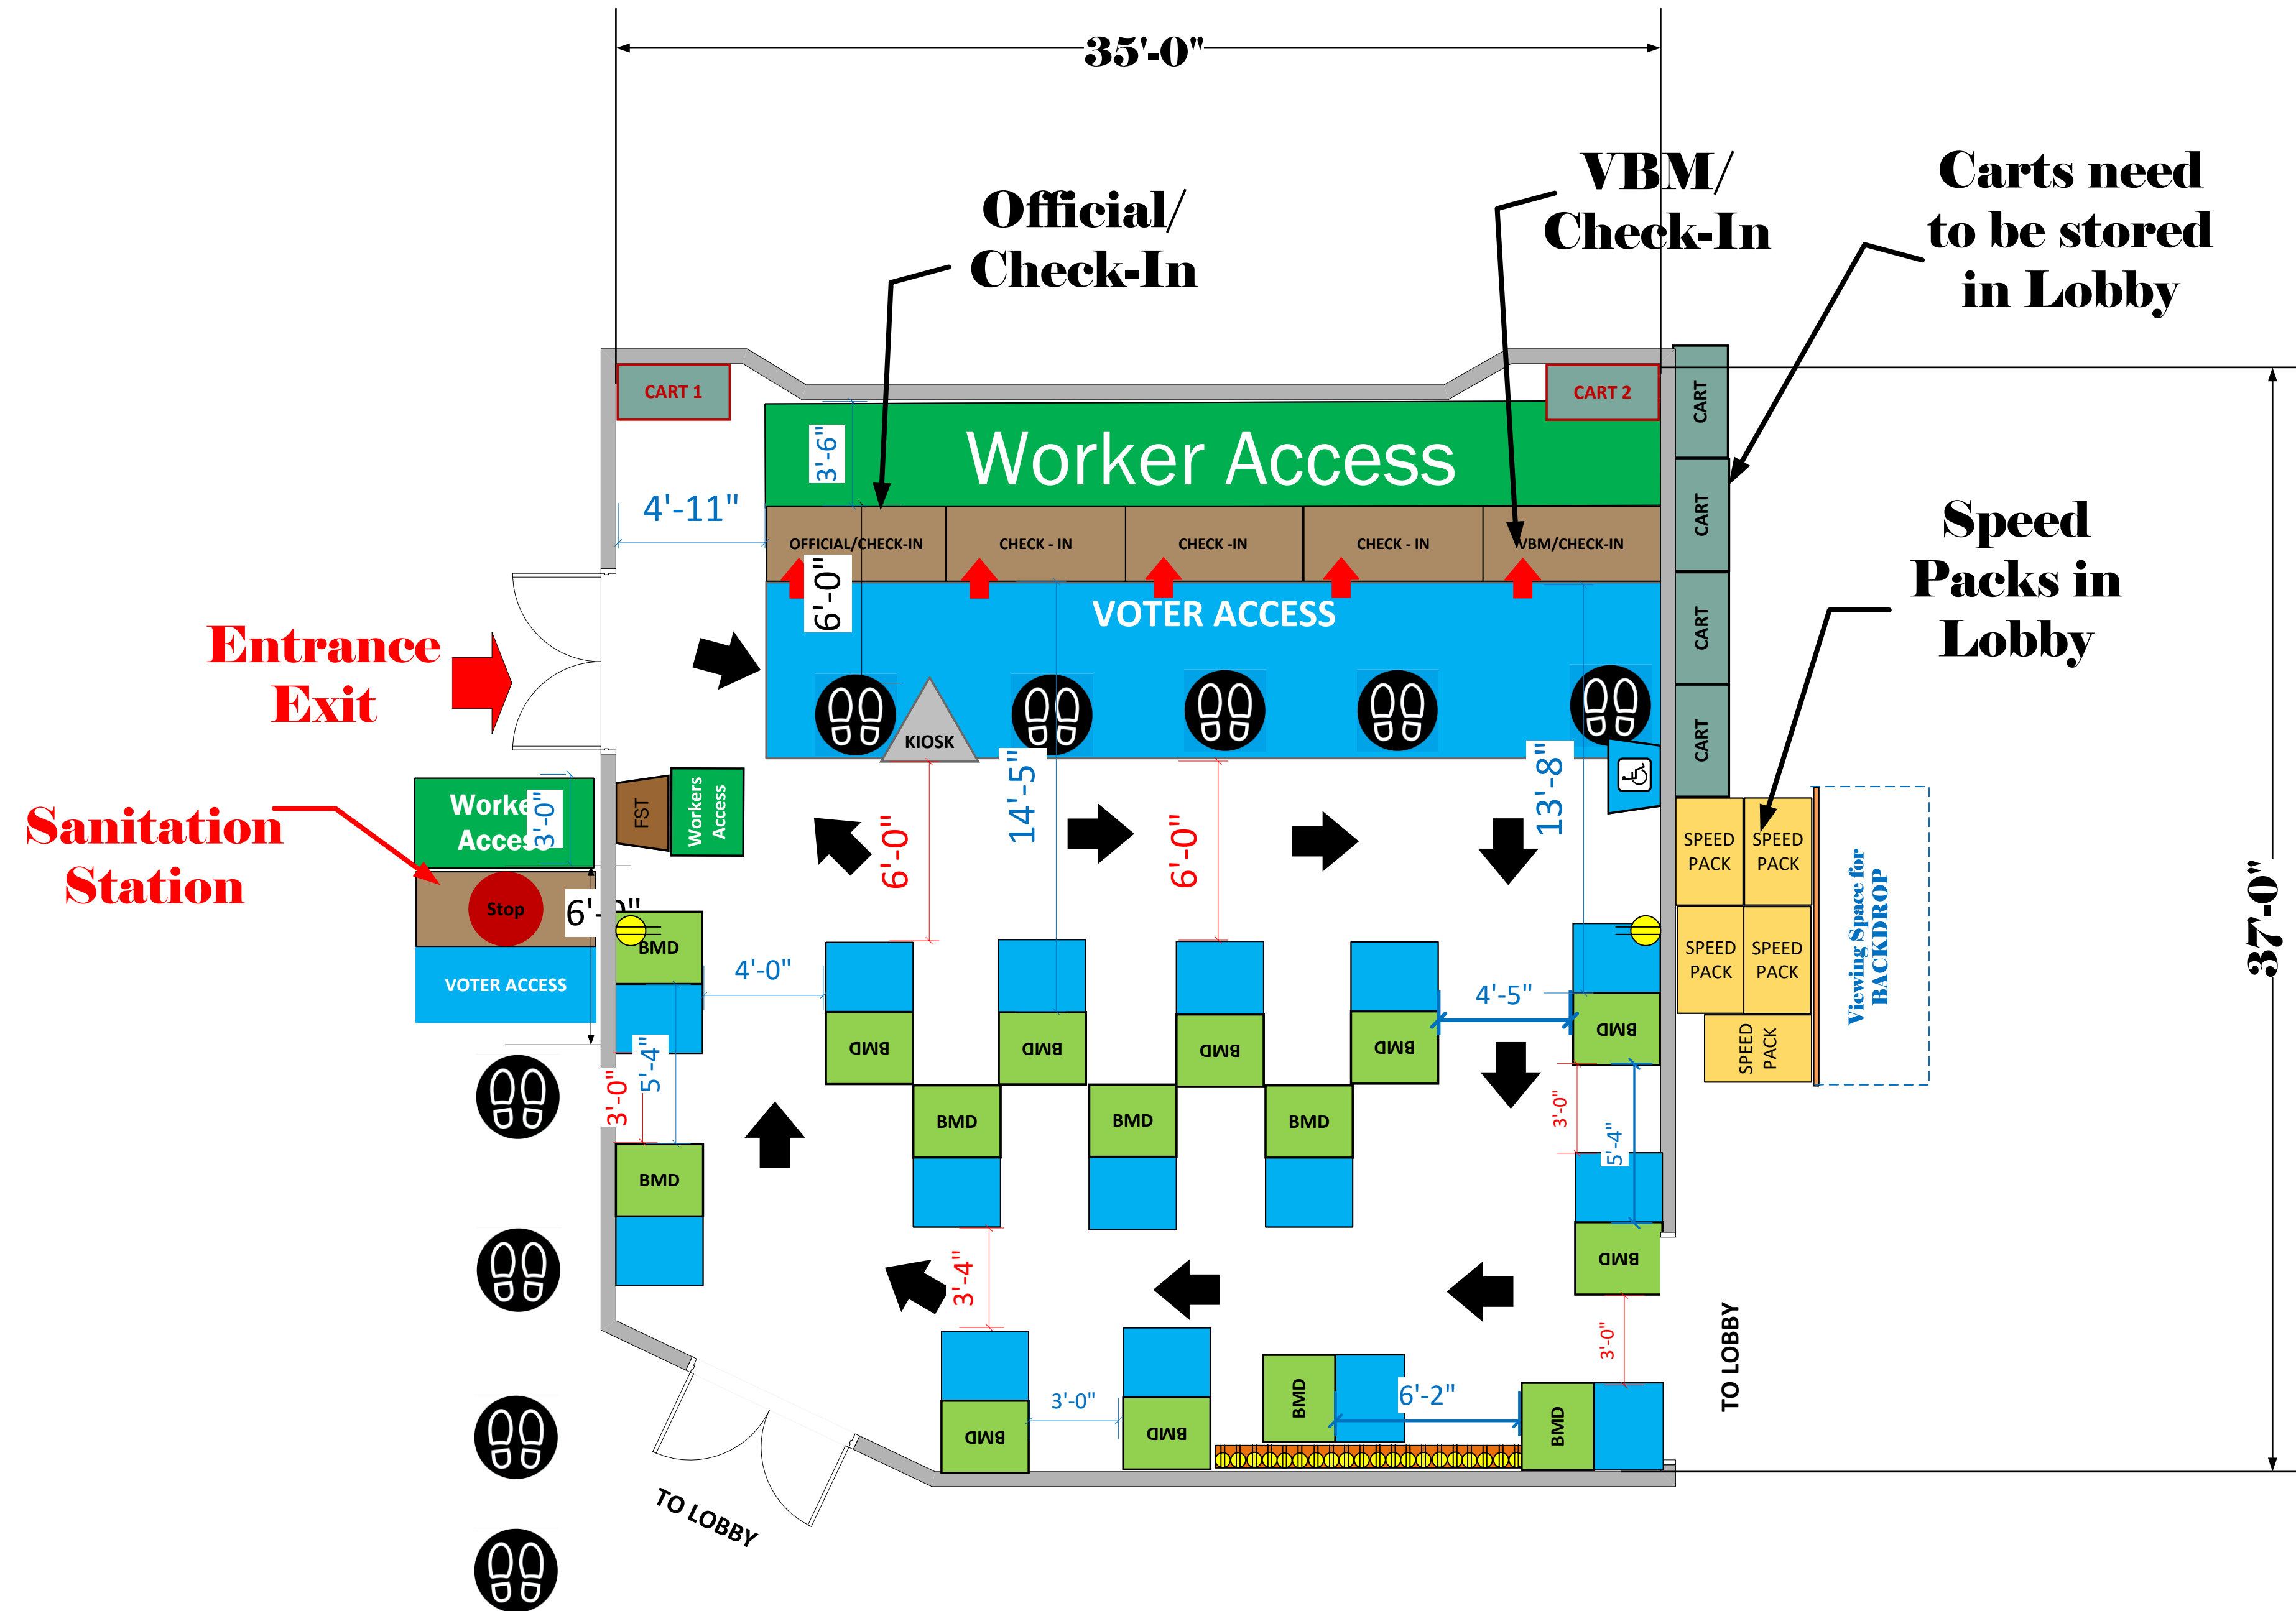 35'-0"
Official/
Check-In
VBM/
Check-In
Carts need
to be stored
in Lobby
CART 1
CART 2
CART
CART
CART
CART
Worker Access
3'-6"
4'-11"
OFFICIAL/CHECK-IN
CHECK - IN
CHECK -IN
CHECK - IN
VBM/CHECK-IN
6'-0"
VOTER ACCESS
Speed
Packs in
Lobby
Entrance
Exit
KIOSK
14'-5"
13'-8"
6'-0"
6'-0"
FST
Workers
Access
Worker
Access
3'-0"
Sanitation
Station
Stop
6'-0"
VOTER ACCESS
SPEED
PACK
SPEED
PACK
SPEED
PACK
SPEED
PACK
SPEED
PACK
Viewing Space for
BACKDROP
37'-0"
BMD
4'-0"
4'-5"
BMD
BMD
BMD
BMD
BMD
3'-0"
5'-4"
3'-0"
5'-4"
BMD
BMD
BMD
BMD
BMD
3'-4"
3'-0"
TO LOBBY
BMD
3'-0"
BMD
BMD
6'-2"
BMD
TO LOBBY